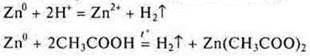 Zn⁰ + 2H⁺ = Zn²⁺ + H₂↑
Zn⁰ + 2CH₃COOH =ᵗ° H₂↑ + Zn(CH₃COO)₂